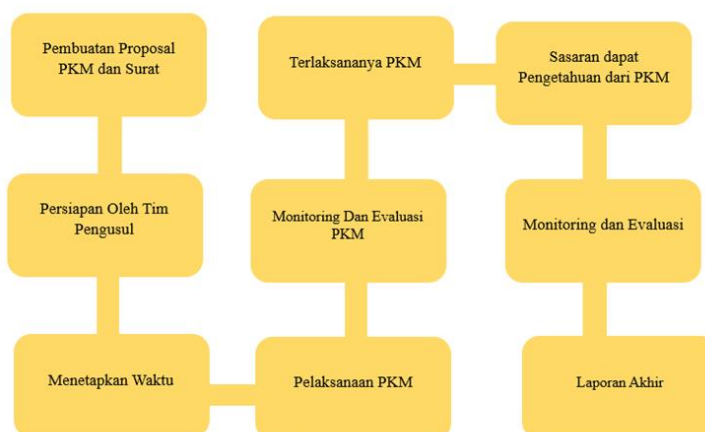 Pembuatan Proposal
PKM dan Surat
Persiapan Oleh Tim
Pengusul
Menetapkan Waktu
Pelaksanaan PKM
Monitoring Dan Evaluasi
PKM
Terlaksananya PKM
Sasaran dapat
Pengetahuan dari PKM
Monitoring dan Evaluasi
Laporan Akhir